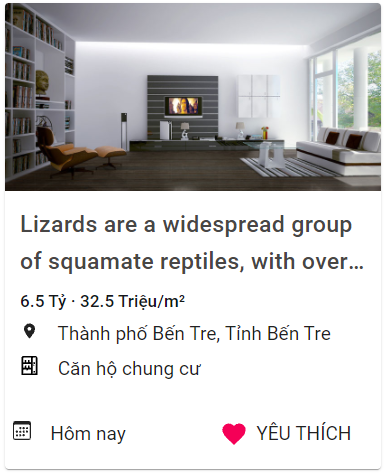 Lizards are a widespread group
of squamate reptiles, with over…
6.5 Tỷ · 32.5 Triệu/m²
Thành phố Bến Tre, Tỉnh Bến Tre
Căn hộ chung cư
Hôm nay
YÊU THÍCH